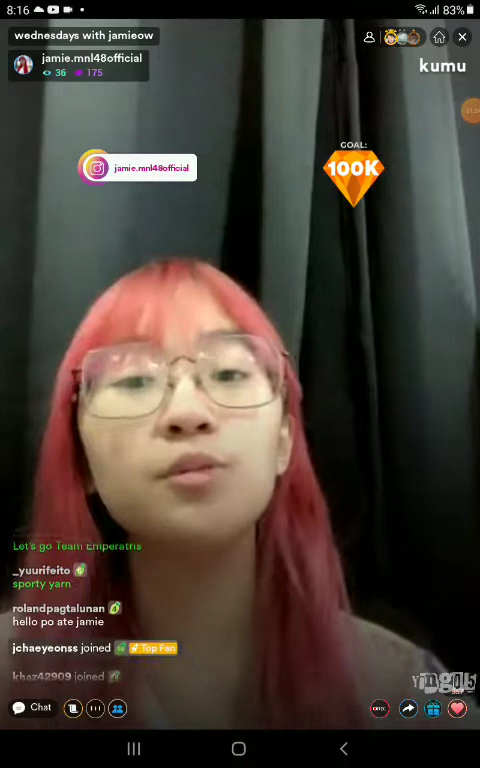 8:16
83%
wednesdays with jamieow
jamie.mnl48official
36 175
kumu
GOAL:
100K
jamie.mnl48official
Let's go Team Emperatris
_yuurifeito
sporty yarn
rolandpagtalunan
hello po ate jamie
jchaeyeonss joined Top Fan
khaz42909 joined
Chat